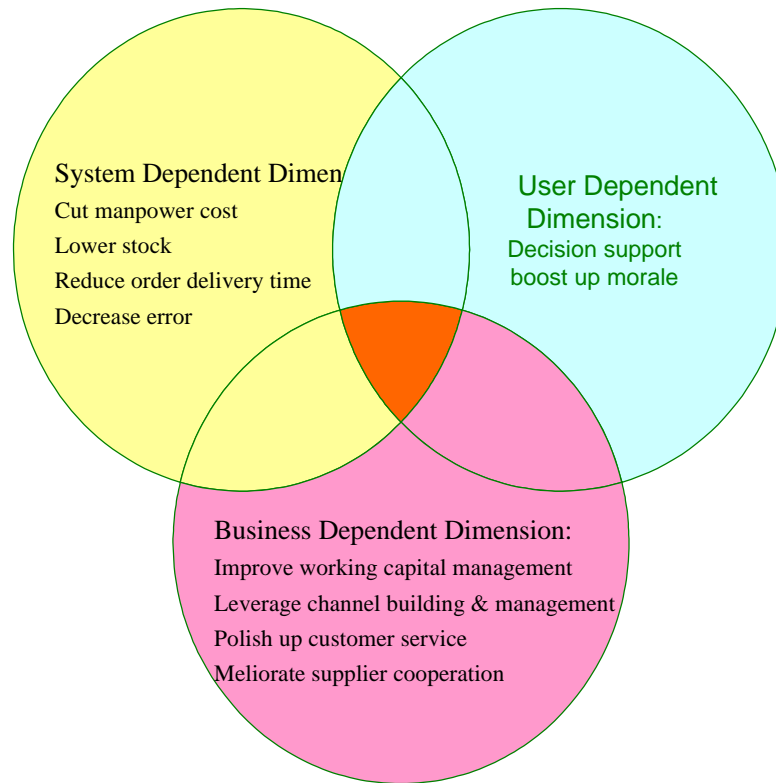 System Dependent Dimen
Cut manpower cost
Lower stock
Reduce order delivery time
Decrease error
User Dependent
Dimension:
Decision support
boost up morale
Business Dependent Dimension:
Improve working capital management
Leverage channel building & management
Polish up customer service
Meliorate supplier cooperation